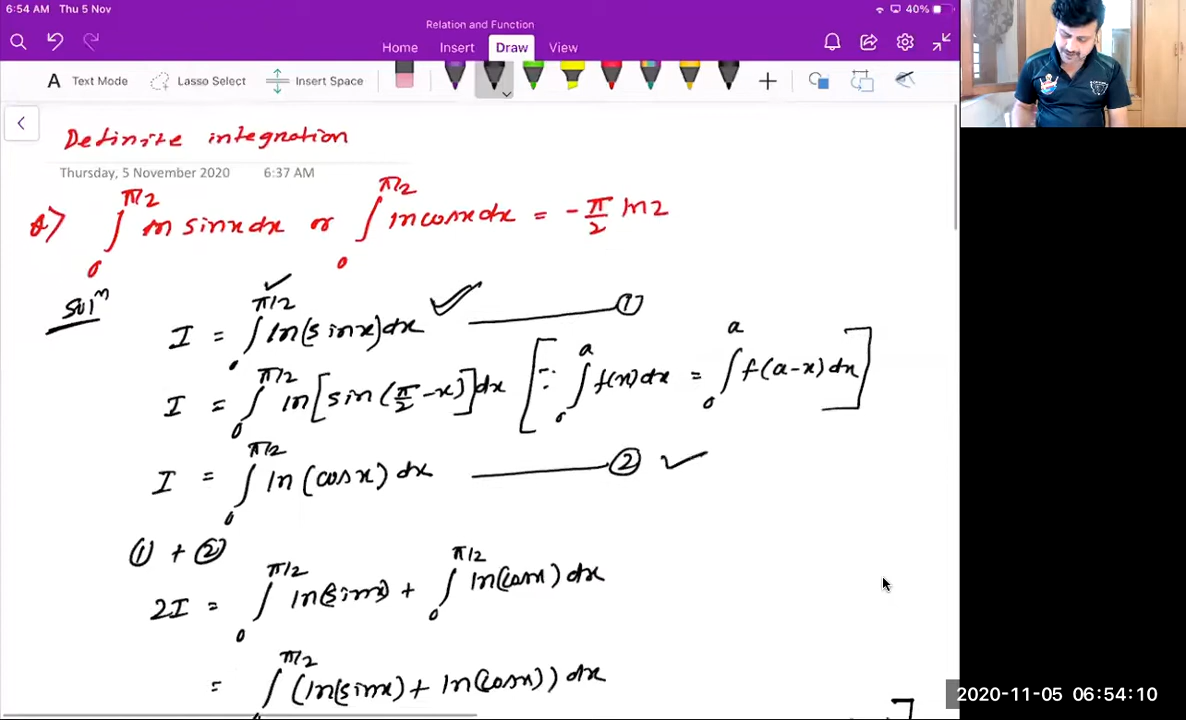 6:54 AM Thu 5 Nov
40%
Relation and Function
Home Insert Draw View
Text Mode Lasso Select Insert Space
Definite integration
Thursday, 5 November 2020 6:37 AM
Q) ∫₀^{π/2} ln sinx dx or ∫₀^{π/2} ln cosx dx = -π/2 ln2
Solⁿ
I = ∫₀^{π/2} ln(sinx)dx ✓ ——— ①
I = ∫₀^{π/2} ln[sin(π/2-x)]dx [∵ ∫₀^a f(x)dx = ∫₀^a f(a-x)dx]
I = ∫₀^{π/2} ln(cosx)dx ——— ② ✓
① + ②
2I = ∫₀^{π/2} ln(sinx) + ∫₀^{π/2} ln(cosx)dx
= ∫^{π/2} (ln(sinx) + ln(cosx))dx
2020-11-05 06:54:10